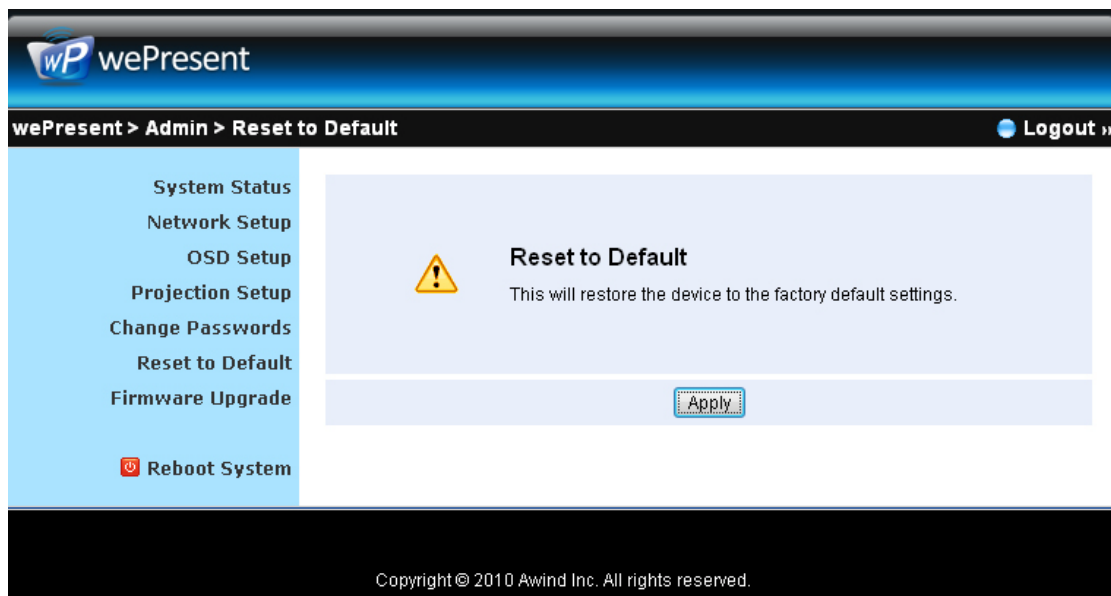 wP wePresent
wePresent > Admin > Reset to Default
Logout »
System Status
Network Setup
OSD Setup
Projection Setup
Change Passwords
Reset to Default
Firmware Upgrade
Reboot System
Reset to Default
This will restore the device to the factory default settings.
Apply
Copyright © 2010 Awind Inc. All rights reserved.